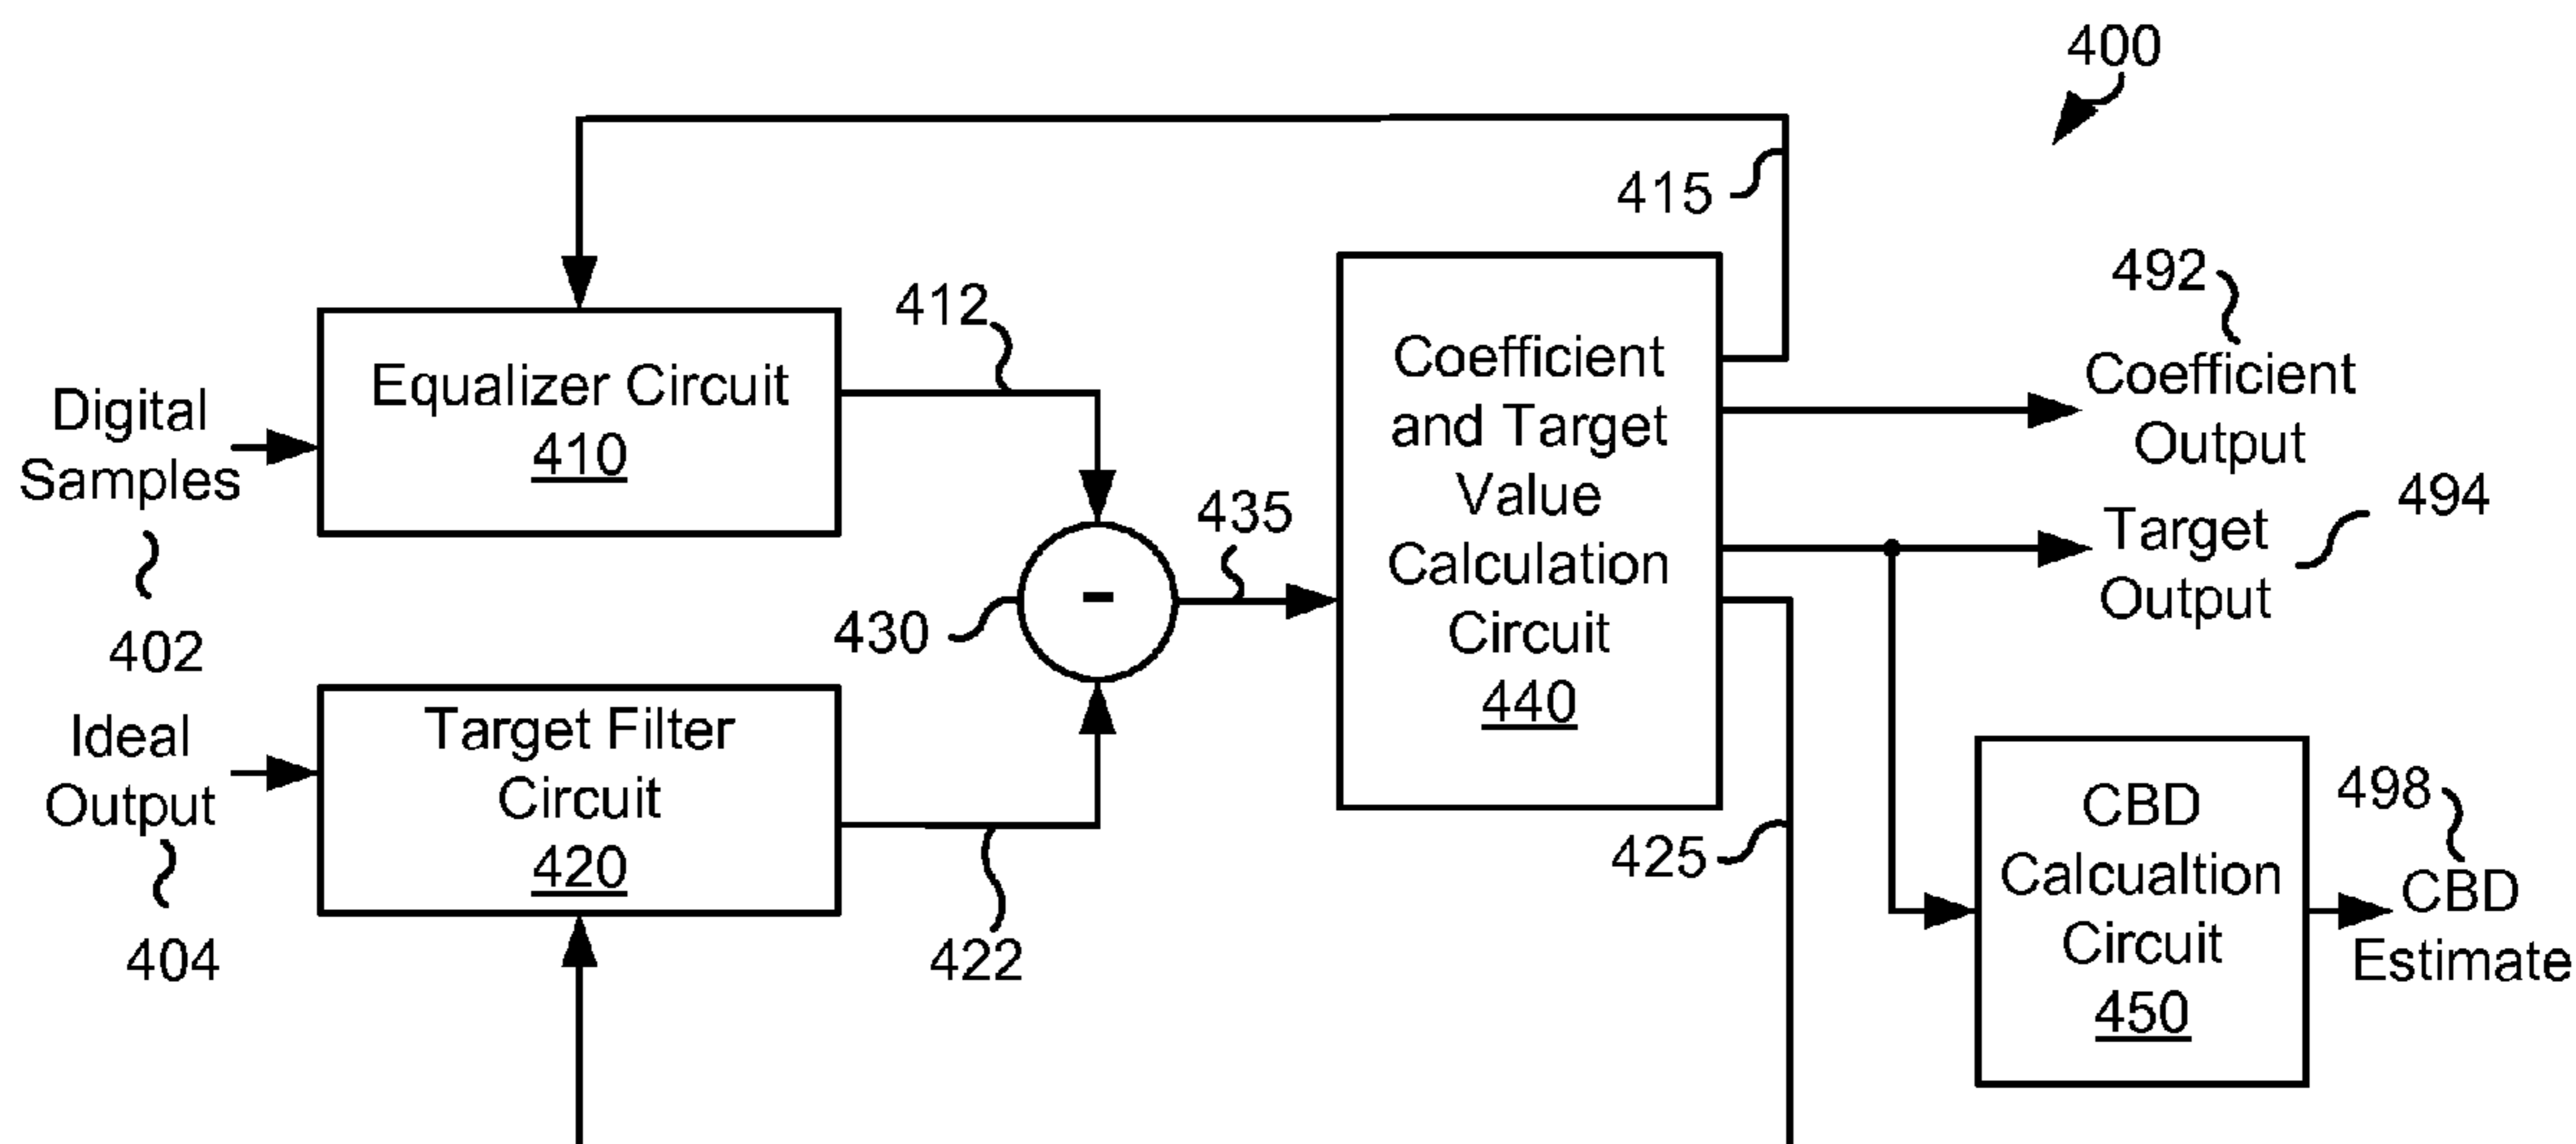 400
415
492
Coefficient
Output
412
Equalizer Circuit
410
Digital
Samples
402
Coefficient
and Target
Value
Calculation
Circuit
440
435
430
-
494
Target
Output
Ideal
Output
404
Target Filter
Circuit
420
422
425
CBD
Calcualtion
Circuit
450
498
CBD
Estimate